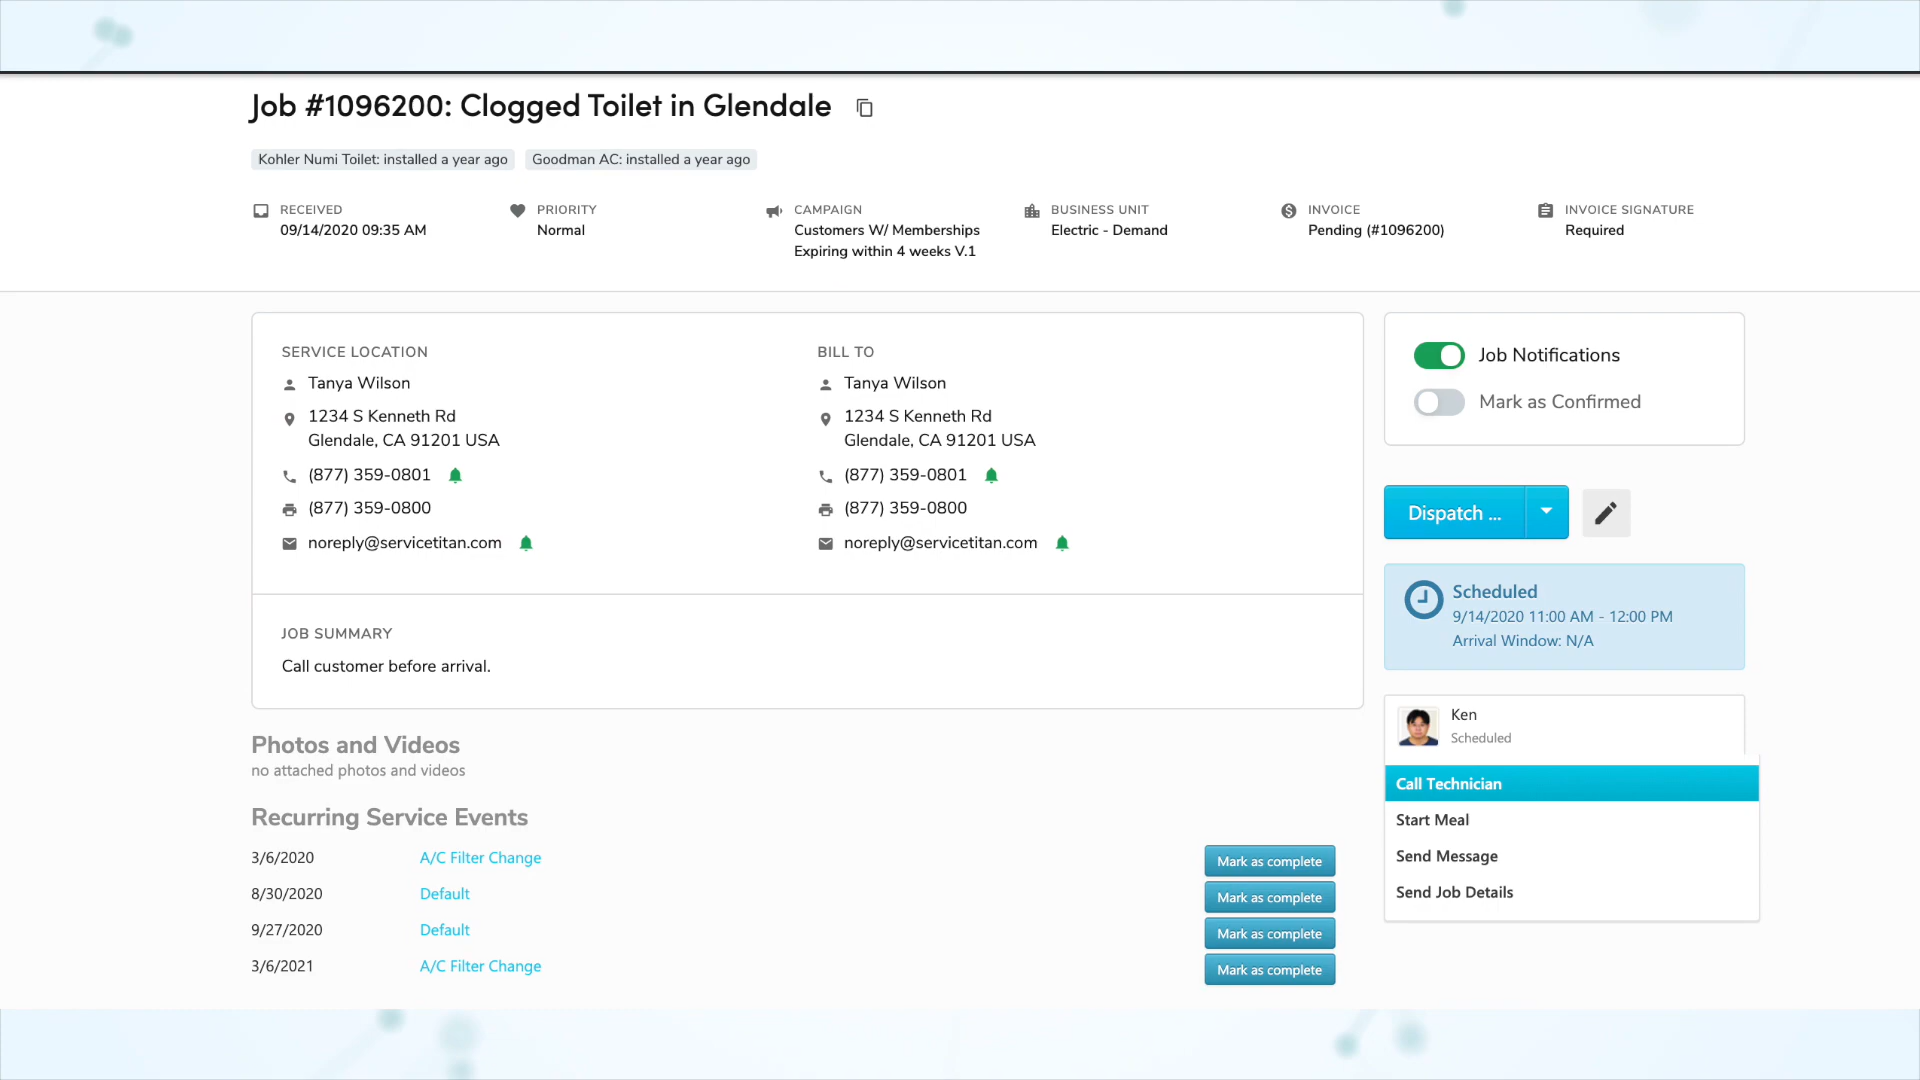 Job #1096200: Clogged Toilet in Glendale
Kohler Numi Toilet: installed a year ago
Goodman AC: installed a year ago
RECEIVED
09/14/2020 09:35 AM
PRIORITY
Normal
CAMPAIGN
Customers W/ Memberships
Expiring within 4 weeks V.1
BUSINESS UNIT
Electric - Demand
INVOICE
Pending (#1096200)
INVOICE SIGNATURE
Required
SERVICE LOCATION
Tanya Wilson
1234 S Kenneth Rd
Glendale, CA 91201 USA
(877) 359-0801
(877) 359-0800
noreply@servicetitan.com
BILL TO
Tanya Wilson
1234 S Kenneth Rd
Glendale, CA 91201 USA
(877) 359-0801
(877) 359-0800
noreply@servicetitan.com
JOB SUMMARY
Call customer before arrival.
Photos and Videos
no attached photos and videos
Recurring Service Events
3/6/2020 A/C Filter Change Mark as complete
8/30/2020 Default Mark as complete
9/27/2020 Default Mark as complete
3/6/2021 A/C Filter Change Mark as complete
Job Notifications
Mark as Confirmed
Dispatch ...
Scheduled
9/14/2020 11:00 AM - 12:00 PM
Arrival Window: N/A
Ken
Scheduled
Call Technician
Start Meal
Send Message
Send Job Details